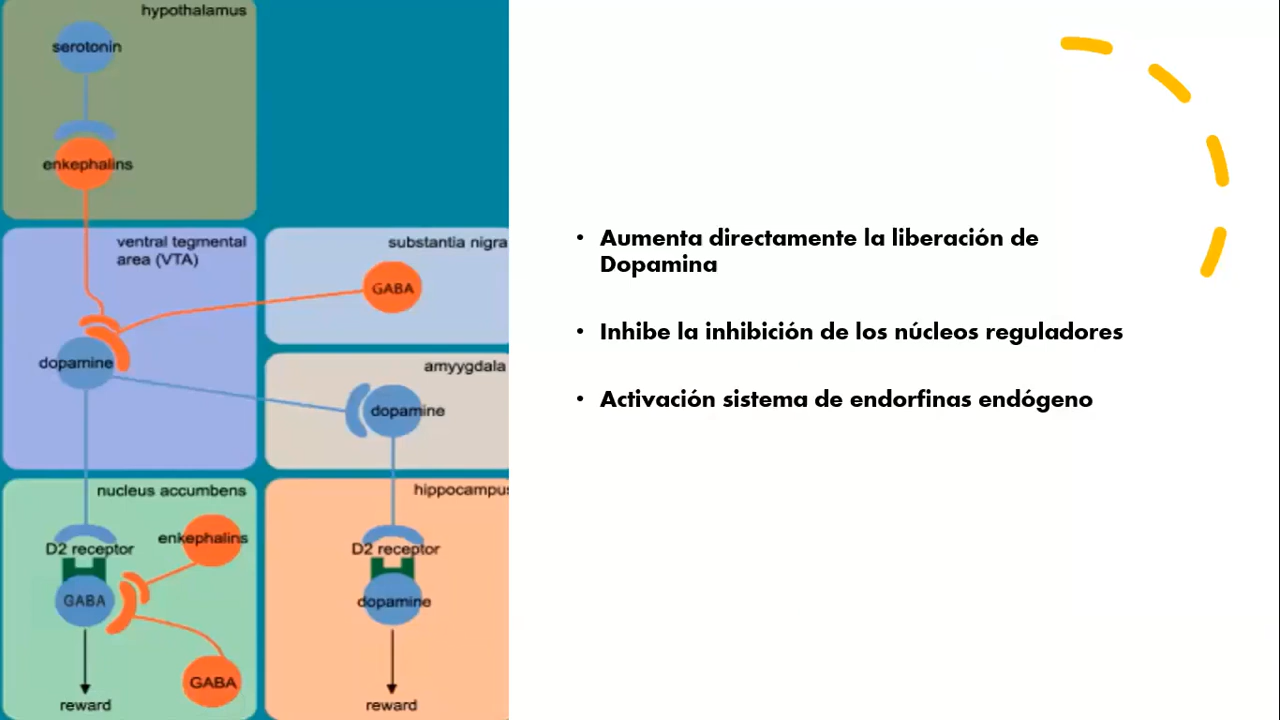 hypothalamus
serotonin
enkephalins
ventral tegmental
area (VTA)
substantia nigra
GABA
dopamine
amyygdala
dopamine
nucleus accumbens
enkephalins
D2 receptor
GABA
GABA
reward
hippocampus
D2 receptor
dopamine
reward
• Aumenta directamente la liberación de
Dopamina
• Inhibe la inhibición de los núcleos reguladores
• Activación sistema de endorfinas endógeno